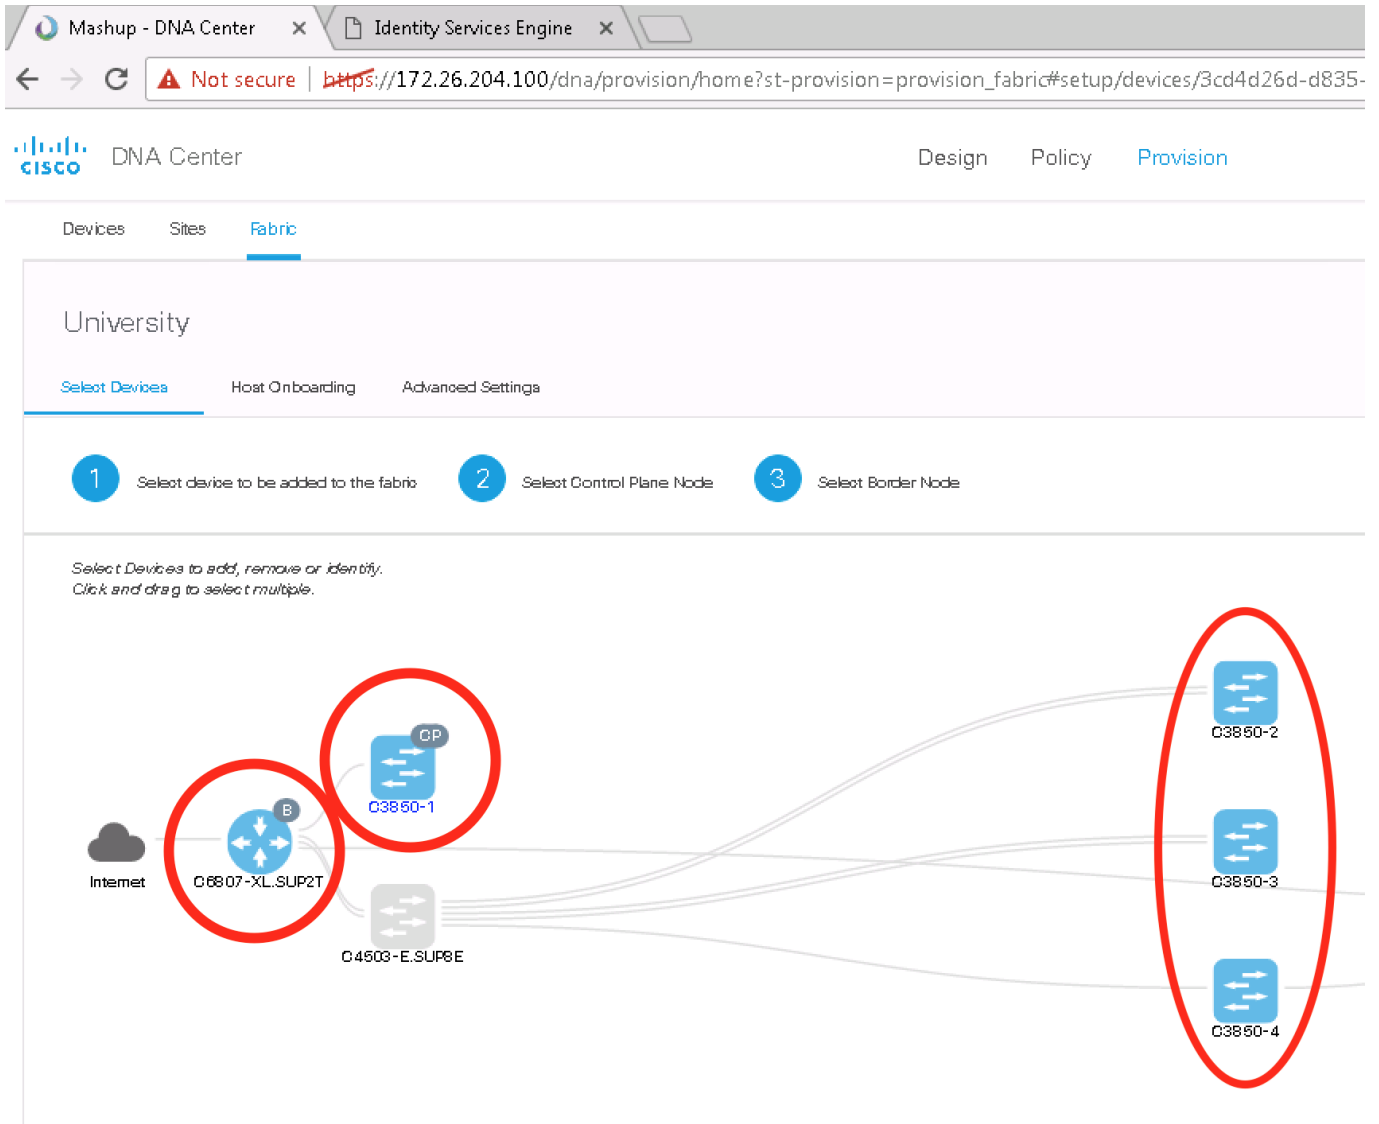 Mashup - DNA Center
Identity Services Engine
Not secure | https://172.26.204.100/dna/provision/home?st-provision=provision_fabric#setup/devices/3cd4d26d-d835-
CISCO DNA Center
Design Policy Provision
Devices Sites Fabric
University
Select Devices Host Onboarding Advanced Settings
1 Select device to be added to the fabric 2 Select Control Plane Node 3 Select Border Node
Select Devices to add, remove or identify.
Click and drag to select multiple.
C3850-2
CP
C3850-1
B
Internet
C6807-XL.SUP2T
C3850-3
C4503-E.SUP8E
C3850-4